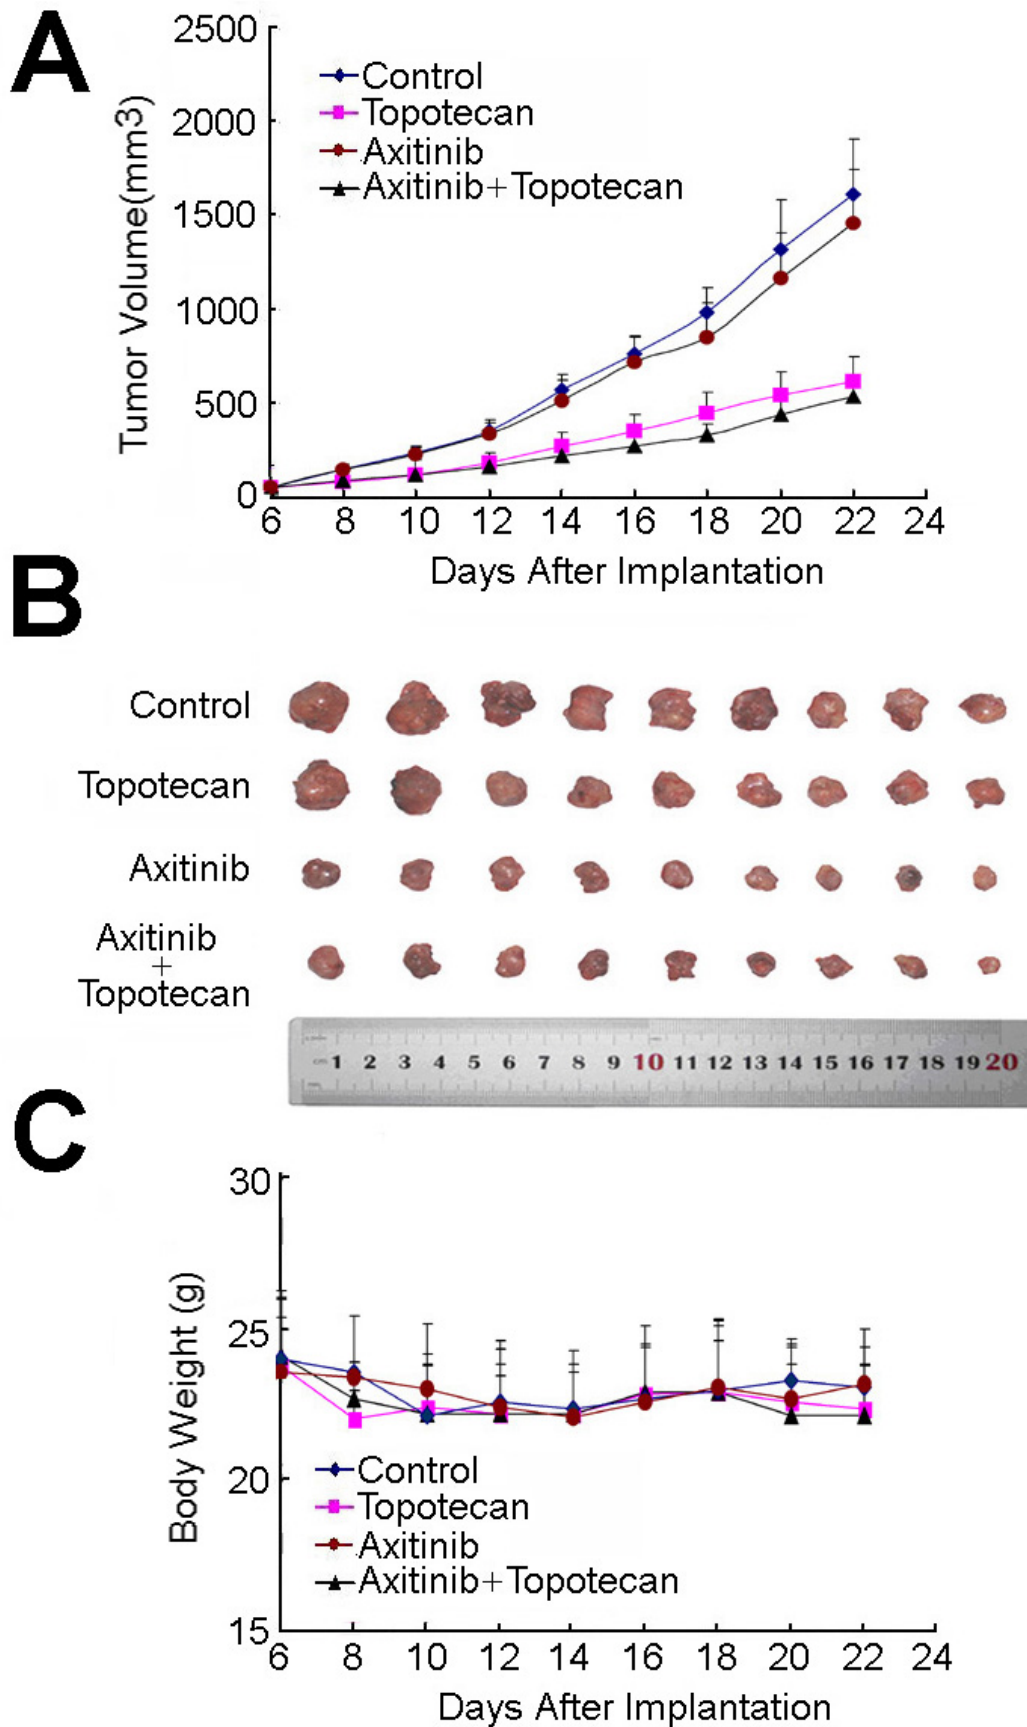 A
2500
2000
1500
1000
500
0
Tumor Volume(mm3)
Control
Topotecan
Axitinib
Axitinib+Topotecan
6 8 10 12 14 16 18 20 22 24
Days After Implantation
B
Control
Topotecan
Axitinib
Axitinib
+
Topotecan
cm 1 2 3 4 5 6 7 8 9 10 11 12 13 14 15 16 17 18 19 20
C
30
25
20
15
Body Weight (g)
Control
Topotecan
Axitinib
Axitinib+Topotecan
6 8 10 12 14 16 18 20 22 24
Days After Implantation